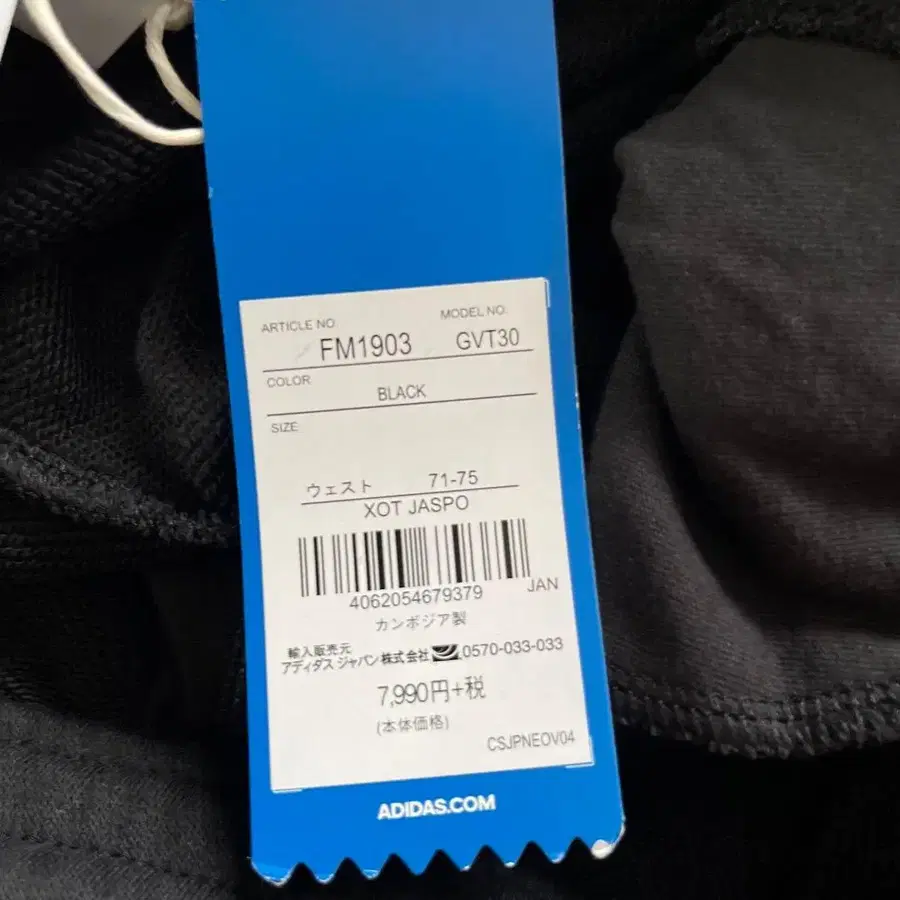 ARTICLE NO. MODEL NO.
FM1903 GVT30
COLOR
BLACK
SIZE
ウェスト 71-75
XOT JASPO
4062054679379 JAN
カンボジア製
輸入販売元
アディダス ジャパン株式会社 0570-033-033
7,990円+税
(本体価格)
CSJPNEOV04
ADIDAS.COM